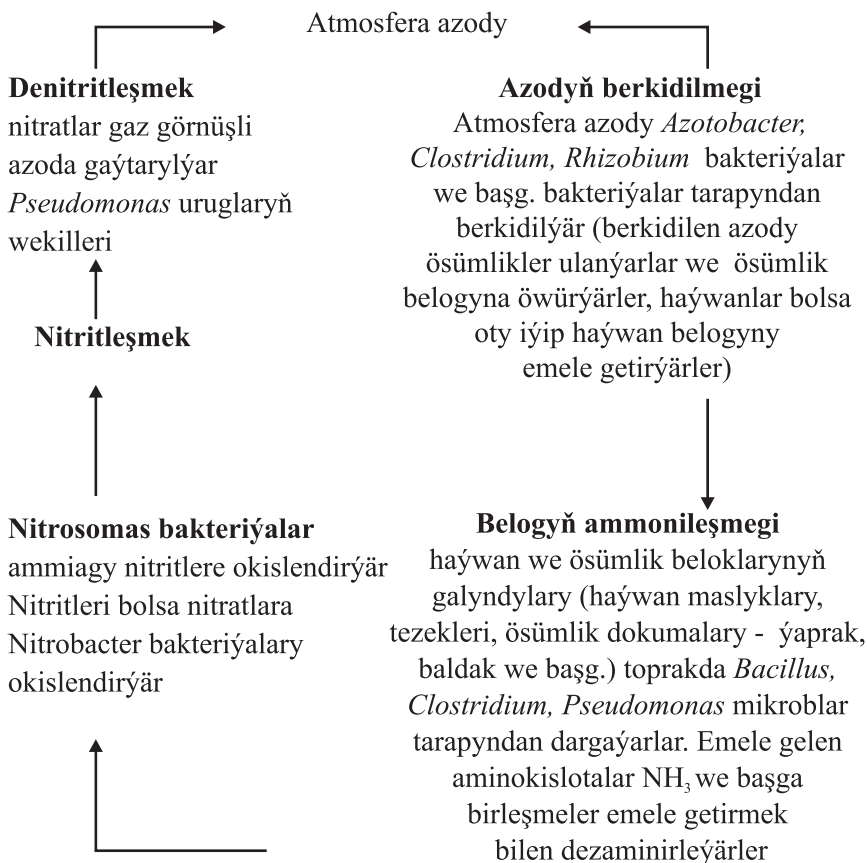 Atmosfera azody
Denitritleşmek
nitratlar gaz görnüşli
azoda gaýtarylýar
Pseudomonas uruglaryň
wekilleri
Nitritleşmek
Nitrosomas bakteriýalar
ammiagy nitritlere okislendirýär
Nitritleri bolsa nitratlara
Nitrobacter bakteriýalary
okislendirýär
Azodyň berkidilmegi
Atmosfera azody Azotobacter,
Clostridium, Rhizobium bakteriýalar
we başg. bakteriýalar tarapyndan
berkidilýär (berkidilen azody
ösümlikler ulanýarlar we ösümlik
belogyna öwürýärler, haýwanlar bolsa
oty iýip haýwan belogyny
emele getirýärler)
Belogyň ammonileşmegi
haýwan we ösümlik beloklarynyň
galyndylary (haýwan maslyklary,
tezekleri, ösümlik dokumalary - ýaprak,
baldak we başg.) toprakda Bacillus,
Clostridium, Pseudomonas mikroblar
tarapyndan dargaýarlar. Emele gelen
aminokislotalar NH₃ we başga
birleşmeler emele getirmek
bilen dezaminirleýärler